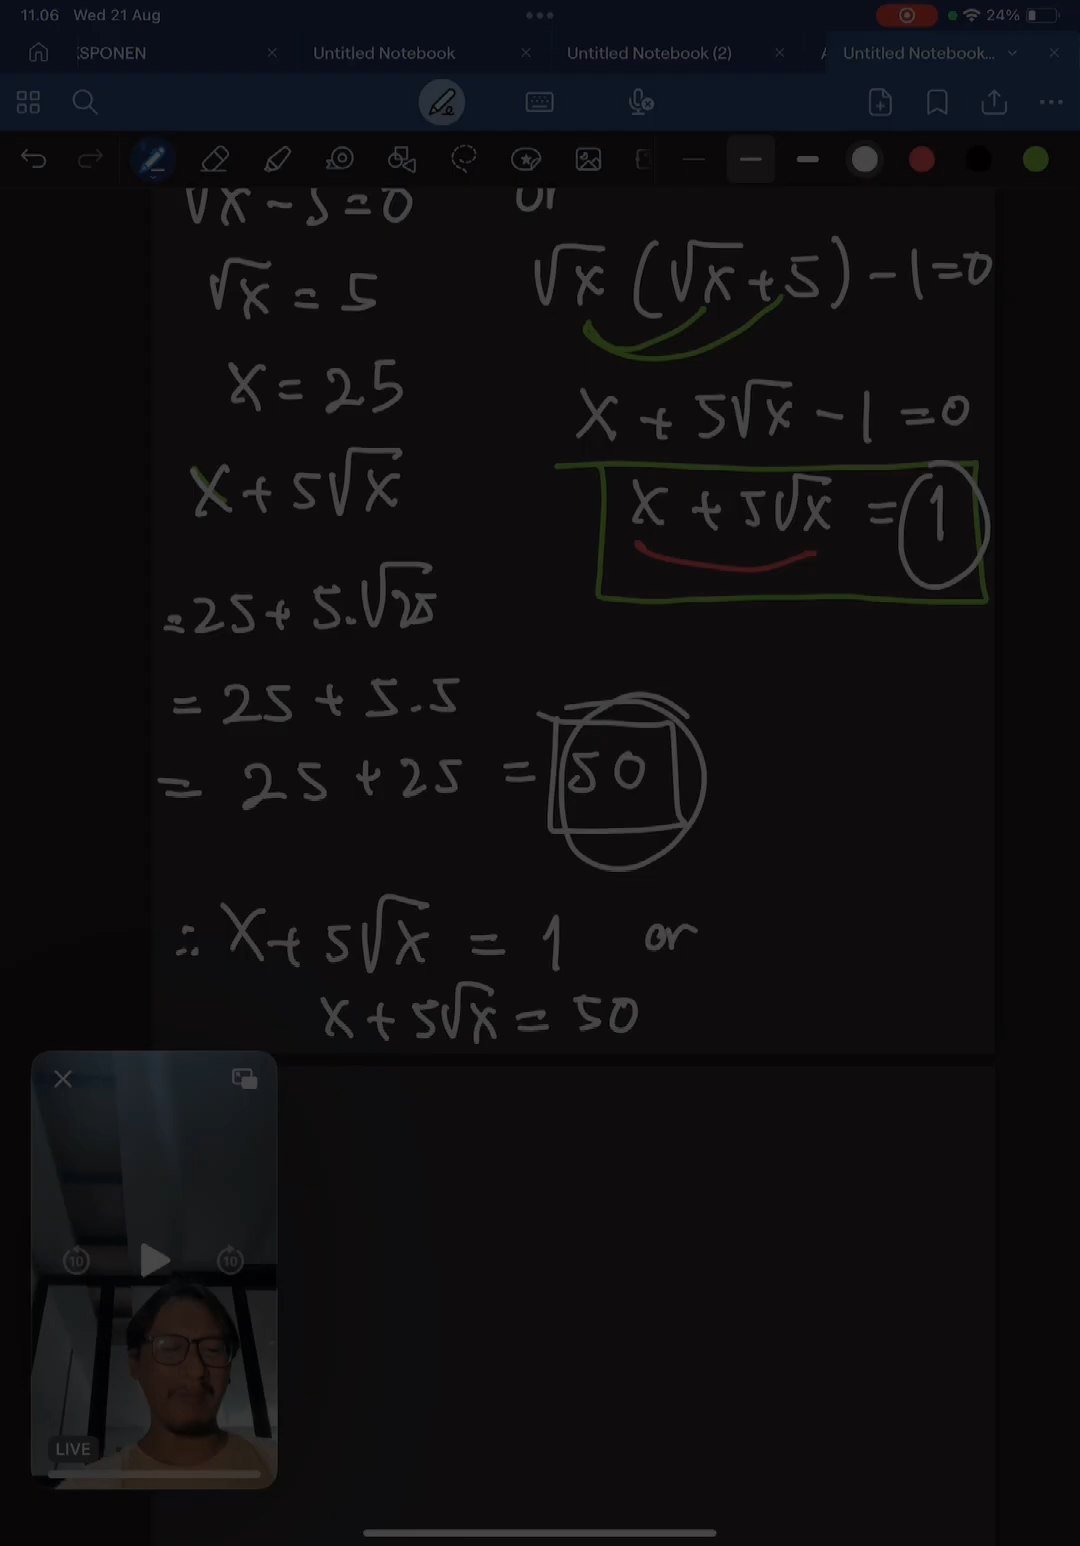 11.06 Wed 21 Aug
24%
SPONEN
Untitled Notebook
Untitled Notebook (2)
Untitled Notebook...
√x - 5 = 0 or
√x (√x + 5) - 1 = 0
√x = 5
x = 25
x + 5√x - 1 = 0
x + 5√x
x + 5√x = 1
= 25 + 5.√25
= 25 + 5.5
= 25 + 25 = 50
∴ x + 5√x = 1 or
x + 5√x = 50
10
10
LIVE